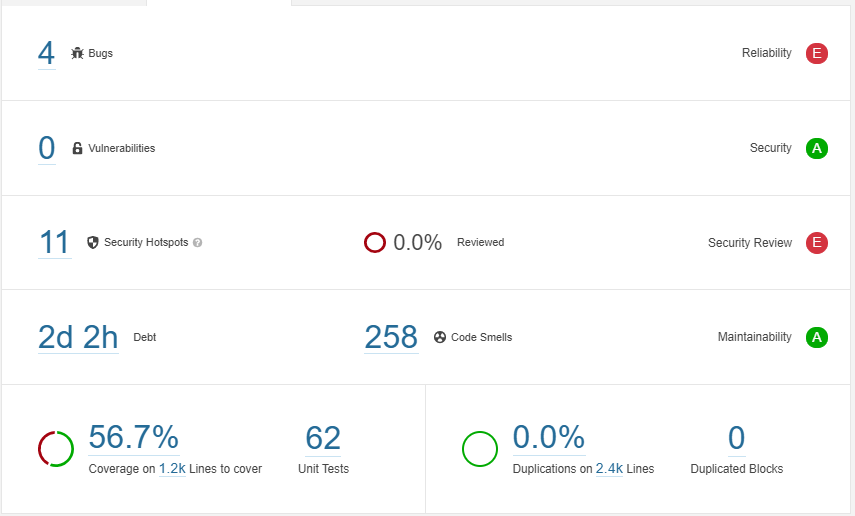 4 Bugs Reliability E
0 Vulnerabilities Security A
11 Security Hotspots ? 0.0% Reviewed Security Review E
2d 2h Debt 258 Code Smells Maintainability A
56.7% 62 0.0% 0
Coverage on 1.2k Lines to cover Unit Tests Duplications on 2.4k Lines Duplicated Blocks